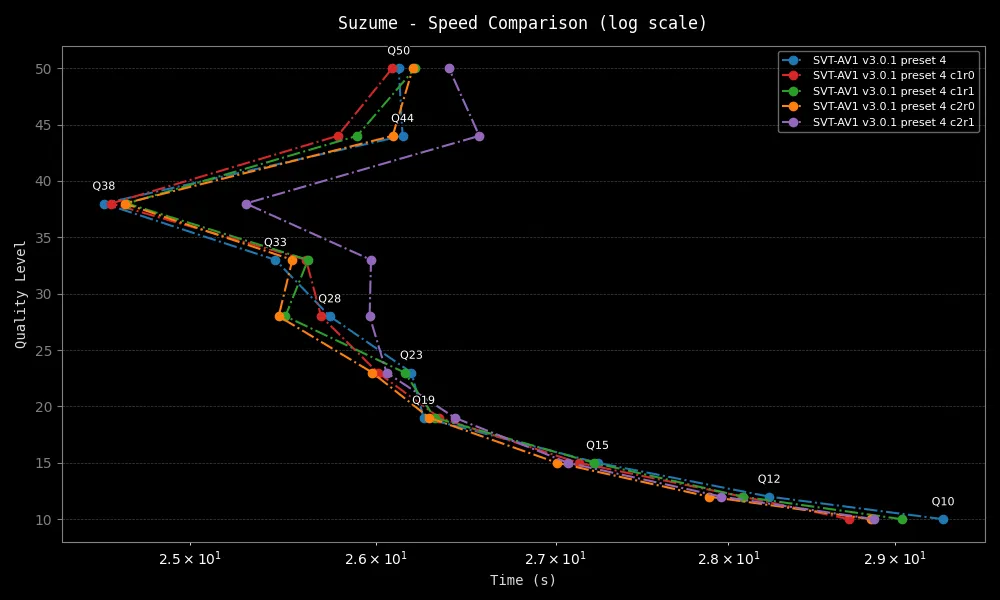 Suzume - Speed Comparison (log scale)
SVT-AV1 v3.0.1 preset 4
SVT-AV1 v3.0.1 preset 4 c1r0
SVT-AV1 v3.0.1 preset 4 c1r1
SVT-AV1 v3.0.1 preset 4 c2r0
SVT-AV1 v3.0.1 preset 4 c2r1
Q50
Q44
Q38
Q33
Q28
Q23
Q19
Q15
Q12
Q10
Quality Level
50
45
40
35
30
25
20
15
10
2.5 × 10¹
2.6 × 10¹
2.7 × 10¹
2.8 × 10¹
2.9 × 10¹
Time (s)